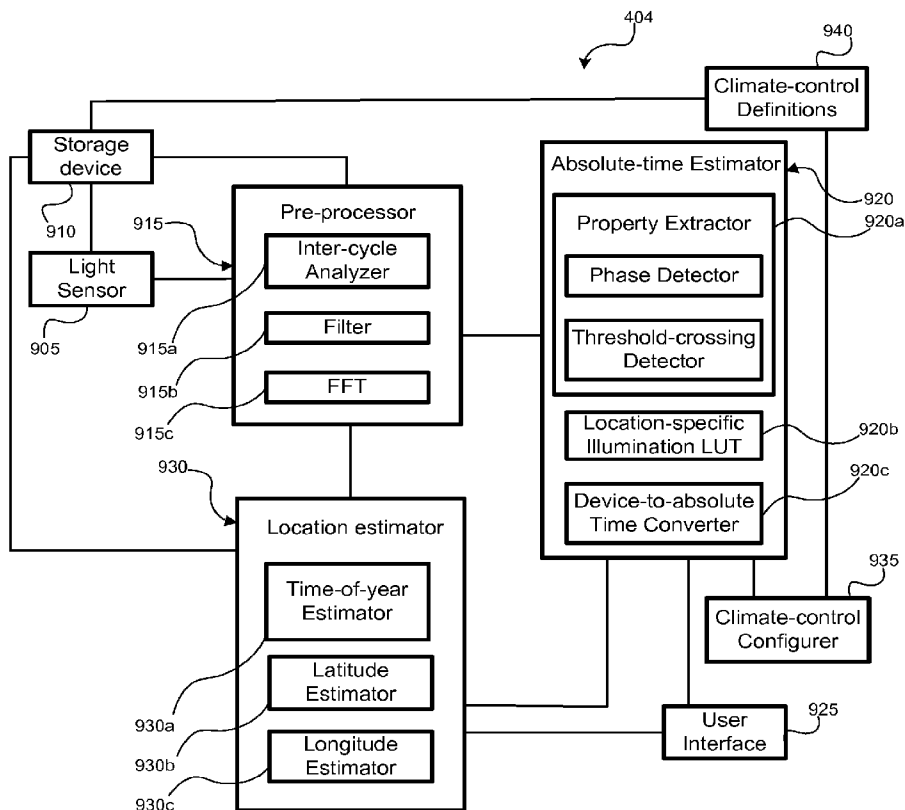 404
940
Climate-control
Definitions
Storage
device
910
Absolute-time Estimator
920
Pre-processor
915
Property Extractor
920a
Inter-cycle
Analyzer
Phase Detector
Light
Sensor
905
915a
Filter
Threshold-crossing
Detector
915b
FFT
915c
Location-specific
Illumination LUT
920b
930
920c
Device-to-absolute
Time Converter
Location estimator
935
Time-of-year
Estimator
Climate-control
Configurer
Latitude
Estimator
930a
925
User
Interface
930b
Longitude
Estimator
930c